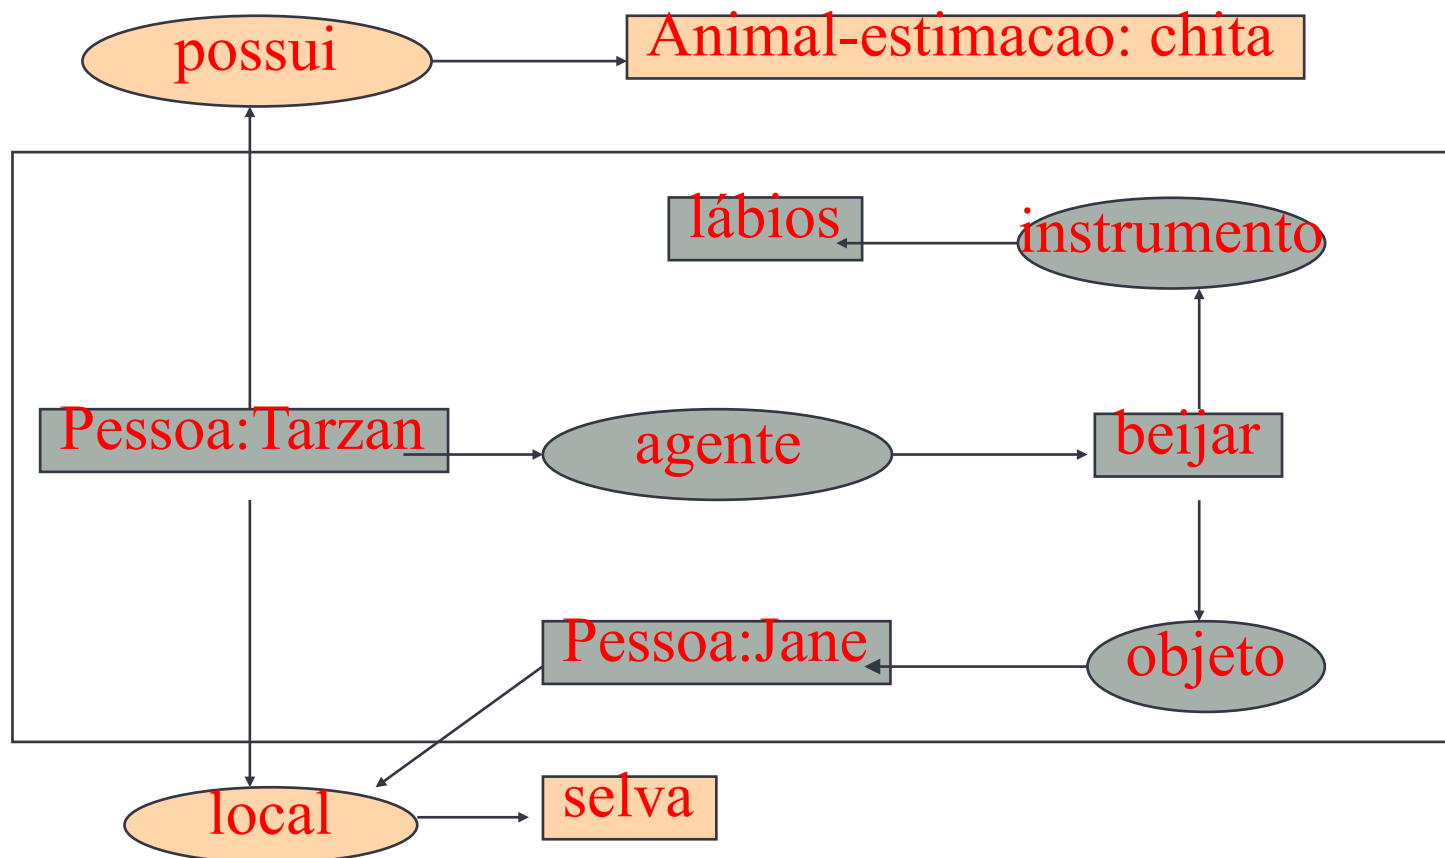 possui
Animal-estimacao: chita
lábios
instrumento
Pessoa:Tarzan
agente
beijar
Pessoa:Jane
objeto
local
selva